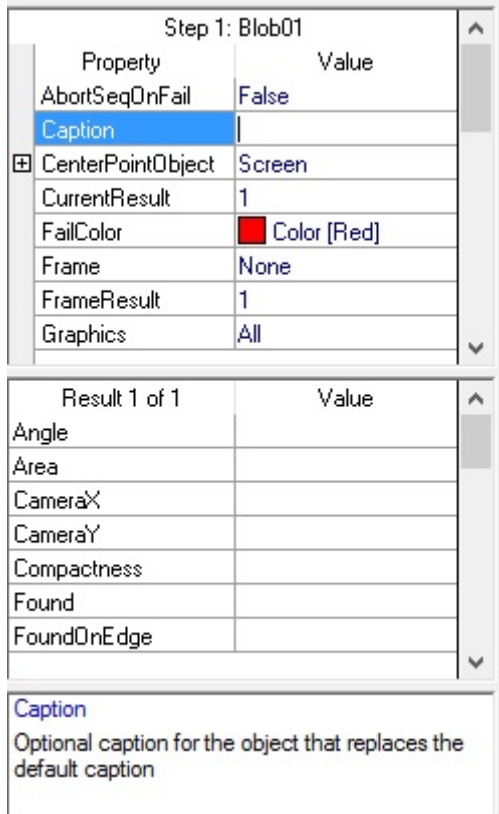 Step 1: Blob01
Property Value
AbortSeqOnFail False
Caption
CenterPointObject Screen
CurrentResult 1
FailColor Color [Red]
Frame None
FrameResult 1
Graphics All
Result 1 of 1 Value
Angle
Area
CameraX
CameraY
Compactness
Found
FoundOnEdge
Caption
Optional caption for the object that replaces the
default caption